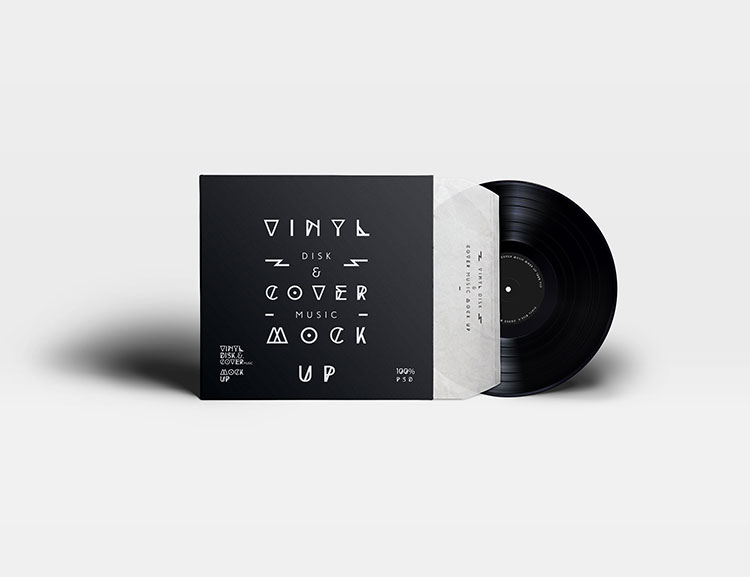 VINYL
DISK
&
COVER
MUSIC
MOCK
UP
VINYL
DISK &
COVER MUSIC
MOCK
UP
100%
PSD
VINYL DISK
&
COVER MUSIC MOCK UP